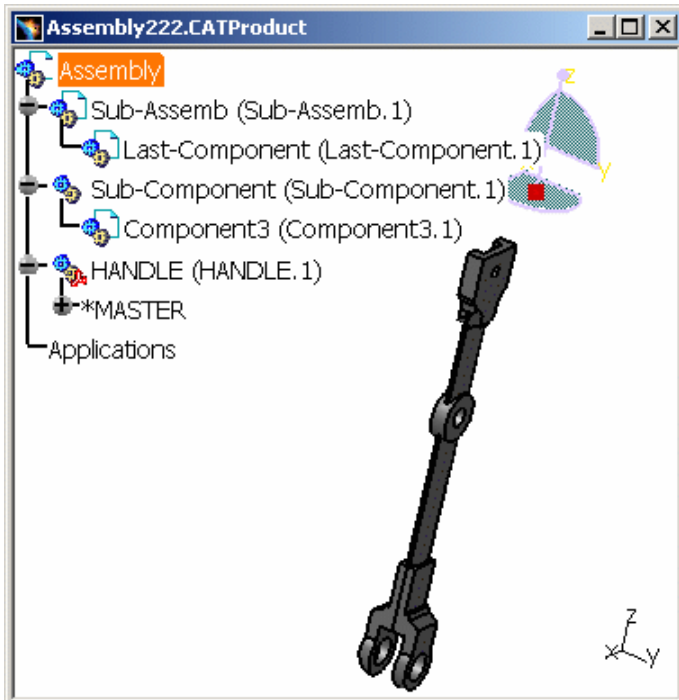 Assembly222.CATProduct
Assembly
Sub-Assemb (Sub-Assemb.1)
Last-Component (Last-Component.1)
Sub-Component (Sub-Component.1)
Component3 (Component3.1)
HANDLE (HANDLE.1)
*MASTER
Applications
z
y
z
x
y